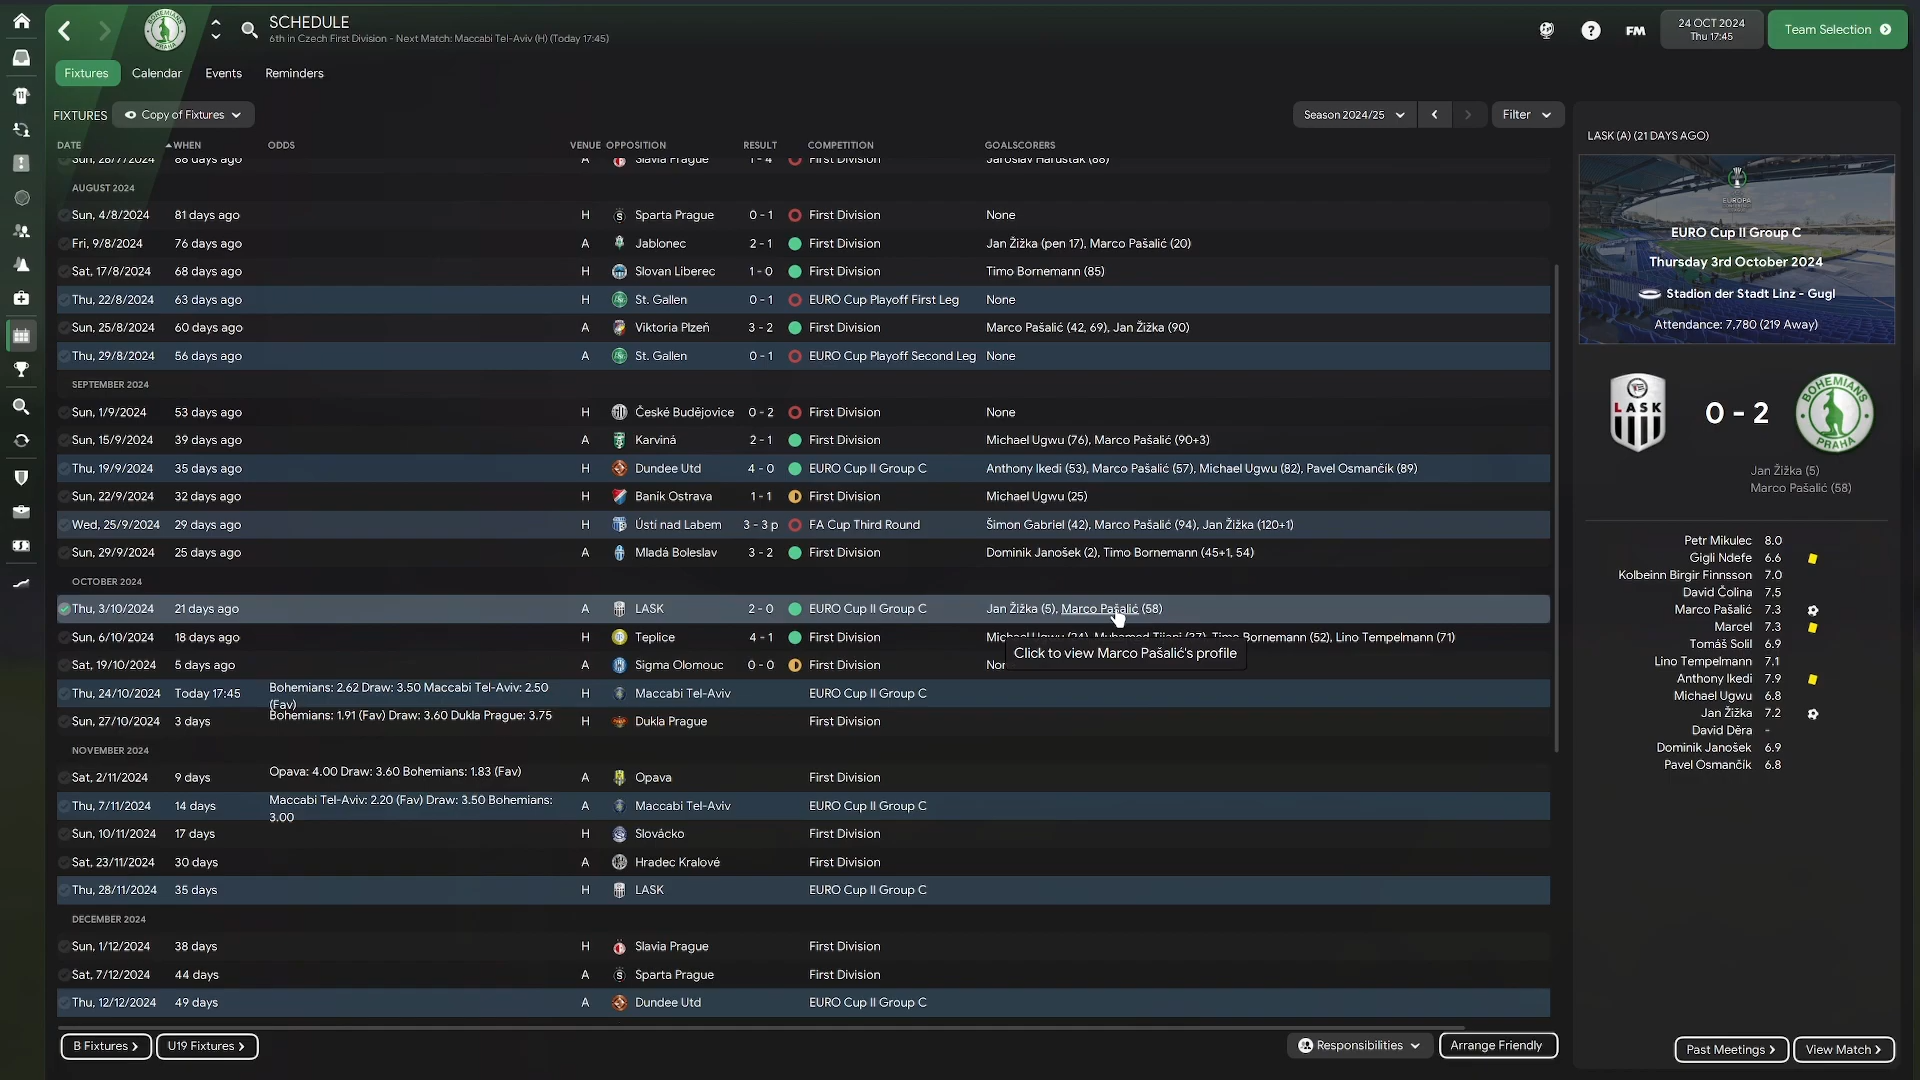 SCHEDULE
6th in Czech First Division - Next Match: Maccabi Tel-Aviv (H) (Today 17:45)
FM
24 OCT 2024
Thu 17:45
Team Selection
Fixtures Calendar Events Reminders
FIXTURES Copy of Fixtures
Season 2024/25 Filter
DATE WHEN ODDS VENUE OPPOSITION RESULT COMPETITION GOALSCORERS
Sun, 28/7/2024 88 days ago A Slavia Prague 1 - 4 First Division Jaroslav Harušťák (88)
AUGUST 2024
Sun, 4/8/2024 81 days ago H Sparta Prague 0 - 1 First Division None
Fri, 9/8/2024 76 days ago A Jablonec 2 - 1 First Division Jan Žižka (pen 17), Marco Pašalić (20)
Sat, 17/8/2024 68 days ago H Slovan Liberec 1 - 0 First Division Timo Bornemann (85)
Thu, 22/8/2024 63 days ago H St. Gallen 0 - 1 EURO Cup Playoff First Leg None
Sun, 25/8/2024 60 days ago A Viktoria Plzeň 3 - 2 First Division Marco Pašalić (42, 69), Jan Žižka (90)
Thu, 29/8/2024 56 days ago A St. Gallen 0 - 1 EURO Cup Playoff Second Leg None
SEPTEMBER 2024
Sun, 1/9/2024 53 days ago H České Budějovice 0 - 2 First Division None
Sun, 15/9/2024 39 days ago A Karviná 2 - 1 First Division Michael Ugwu (76), Marco Pašalić (90+3)
Thu, 19/9/2024 35 days ago H Dundee Utd 4 - 0 EURO Cup II Group C Anthony Ikedi (53), Marco Pašalić (57), Michael Ugwu (82), Pavel Osmančík (89)
Sun, 22/9/2024 32 days ago H Baník Ostrava 1 - 1 First Division Michael Ugwu (25)
Wed, 25/9/2024 29 days ago H Ústí nad Labem 3 - 3 p FA Cup Third Round Šimon Gabriel (42), Marco Pašalić (94), Jan Žižka (120+1)
Sun, 29/9/2024 25 days ago A Mladá Boleslav 3 - 2 First Division Dominik Janošek (2), Timo Bornemann (45+1, 54)
OCTOBER 2024
Thu, 3/10/2024 21 days ago A LASK 2 - 0 EURO Cup II Group C Jan Žižka (5), Marco Pašalić (58)
Sun, 6/10/2024 18 days ago H Teplice 4 - 1 First Division Michael Ugwu (24), Muhamed Tijani (37), Timo Bornemann (52), Lino Tempelmann (71)
Click to view Marco Pašalić's profile
Sat, 19/10/2024 5 days ago A Sigma Olomouc 0 - 0 First Division Non
Thu, 24/10/2024 Today 17:45 Bohemians: 2.62 Draw: 3.50 Maccabi Tel-Aviv: 2.50 (Fav) H Maccabi Tel-Aviv EURO Cup II Group C
Sun, 27/10/2024 3 days Bohemians: 1.91 (Fav) Draw: 3.60 Dukla Prague: 3.75 H Dukla Prague First Division
NOVEMBER 2024
Sat, 2/11/2024 9 days Opava: 4.00 Draw: 3.60 Bohemians: 1.83 (Fav) A Opava First Division
Thu, 7/11/2024 14 days Maccabi Tel-Aviv: 2.20 (Fav) Draw: 3.50 Bohemians: 3.00 A Maccabi Tel-Aviv EURO Cup II Group C
Sun, 10/11/2024 17 days H Slovácko First Division
Sat, 23/11/2024 30 days A Hradec Kralové First Division
Thu, 28/11/2024 35 days H LASK EURO Cup II Group C
DECEMBER 2024
Sun, 1/12/2024 38 days H Slavia Prague First Division
Sat, 7/12/2024 44 days A Sparta Prague First Division
Thu, 12/12/2024 49 days A Dundee Utd EURO Cup II Group C
B Fixtures U19 Fixtures Responsibilities Arrange Friendly
LASK (A) (21 DAYS AGO)
EUROPA
EURO Cup II Group C
Thursday 3rd October 2024
Stadion der Stadt Linz - Gugl
Attendance: 7,780 (219 Away)
LASK 0 - 2 BOHEMIANS PRAHA
Jan Žižka (5)
Marco Pašalić (58)
Petr Mikulec 8.0
Gigli Ndefe 6.6
Kolbeinn Birgir Finnsson 7.0
David Čolina 7.5
Marco Pašalić 7.3
Marcel 7.3
Tomáš Solil 6.9
Lino Tempelmann 7.1
Anthony Ikedi 7.9
Michael Ugwu 6.8
Jan Žižka 7.2
David Děra -
Dominik Janošek 6.9
Pavel Osmančík 6.8
Past Meetings View Match